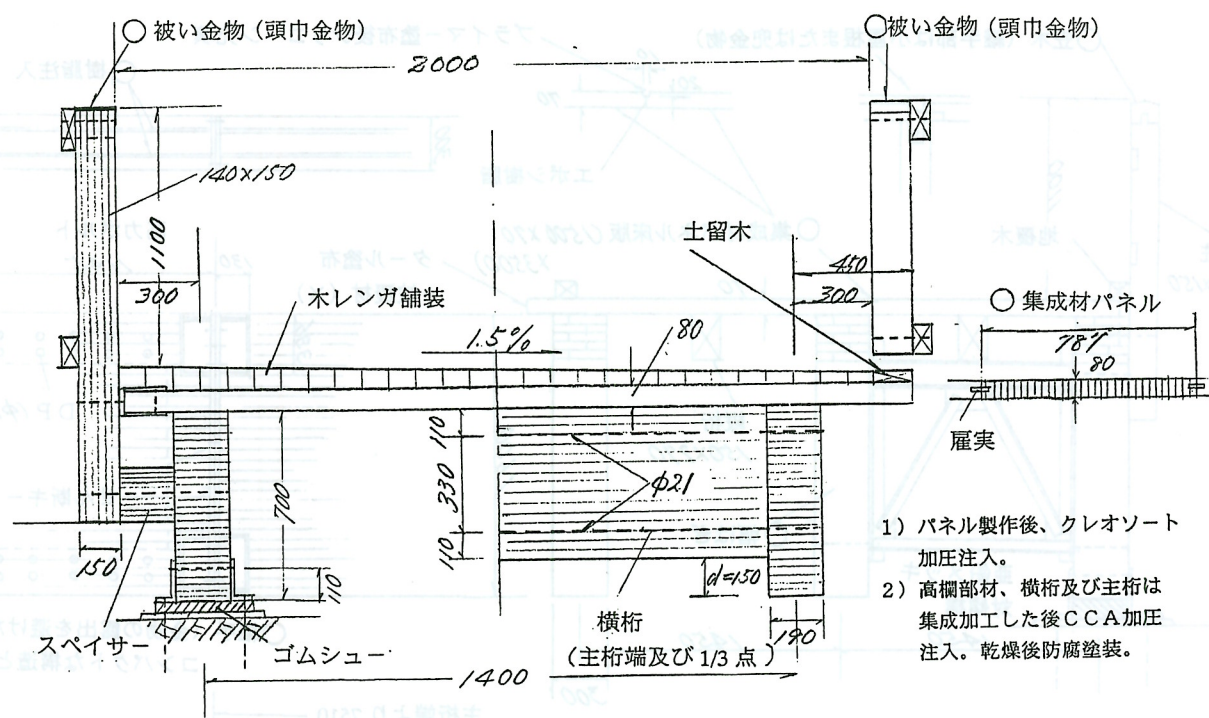 ○ 被い金物（頭巾金物）
○被い金物（頭巾金物）
2000
140×150
1100
土留木
450
300
300
木レンガ舗装
○ 集成材パネル
1.5%
80
80
雇実
110
330
φ21
700
110
150
110
d=150
190
スペイサー
ゴムシュー
横桁
（主桁端及び 1/3 点）
1400
1）パネル製作後、クレオソート
加圧注入。
2）高欄部材、横桁及び主桁は
集成加工した後ＣＣＡ加圧
注入。乾燥後防腐塗装。